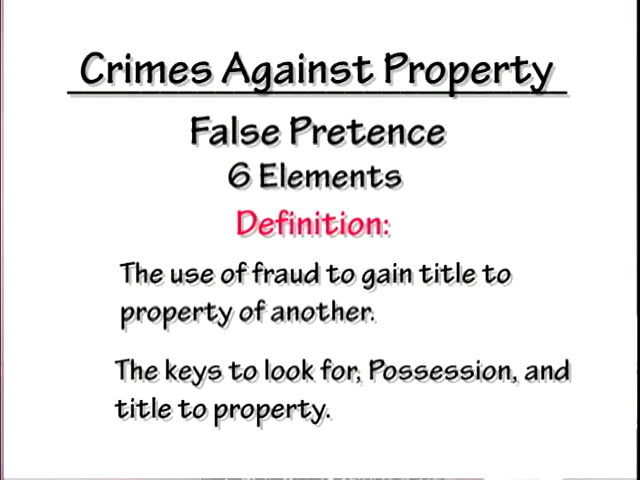 Crimes Against Property
False Pretence
6 Elements
Definition:
The use of fraud to gain title to
property of another.
The keys to look for, Possession, and
title to property.